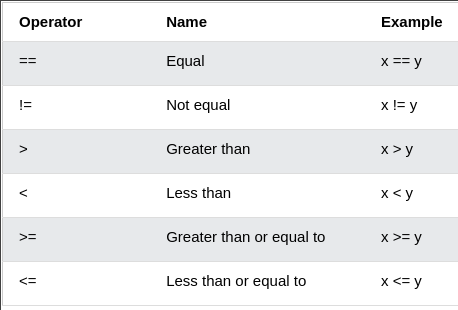 Operator Name Example
== Equal x == y
!= Not equal x != y
> Greater than x > y
< Less than x < y
>= Greater than or equal to x >= y
<= Less than or equal to x <= y